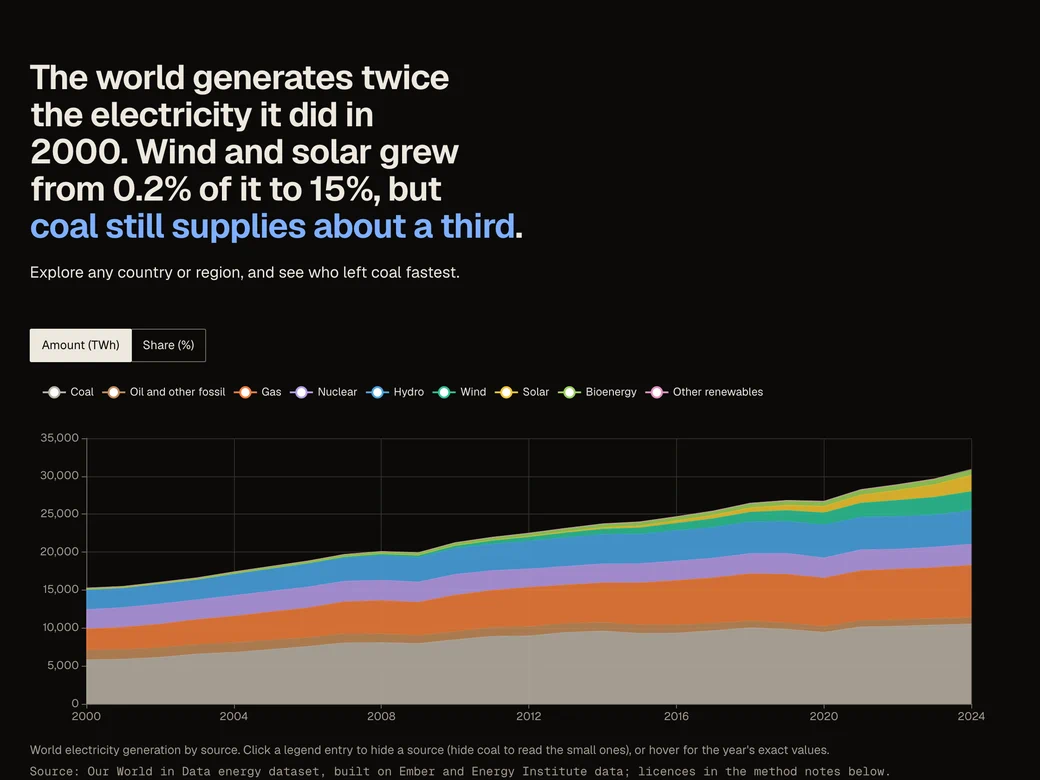 The world generates twice
the electricity it did in
2000. Wind and solar grew
from 0.2% of it to 15%, but
coal still supplies about a third.
Explore any country or region, and see who left coal fastest.
Amount (TWh) Share (%)
Coal Oil and other fossil Gas Nuclear Hydro Wind Solar Bioenergy Other renewables
35,000
30,000
25,000
20,000
15,000
10,000
5,000
0
2000 2004 2008 2012 2016 2020 2024
World electricity generation by source. Click a legend entry to hide a source (hide coal to read the small ones), or hover for the year's exact values.
Source: Our World in Data energy dataset, built on Ember and Energy Institute data; licences in the method notes below.